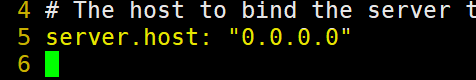 4 # The host to bind the server t
5 server.host: "0.0.0.0"
6